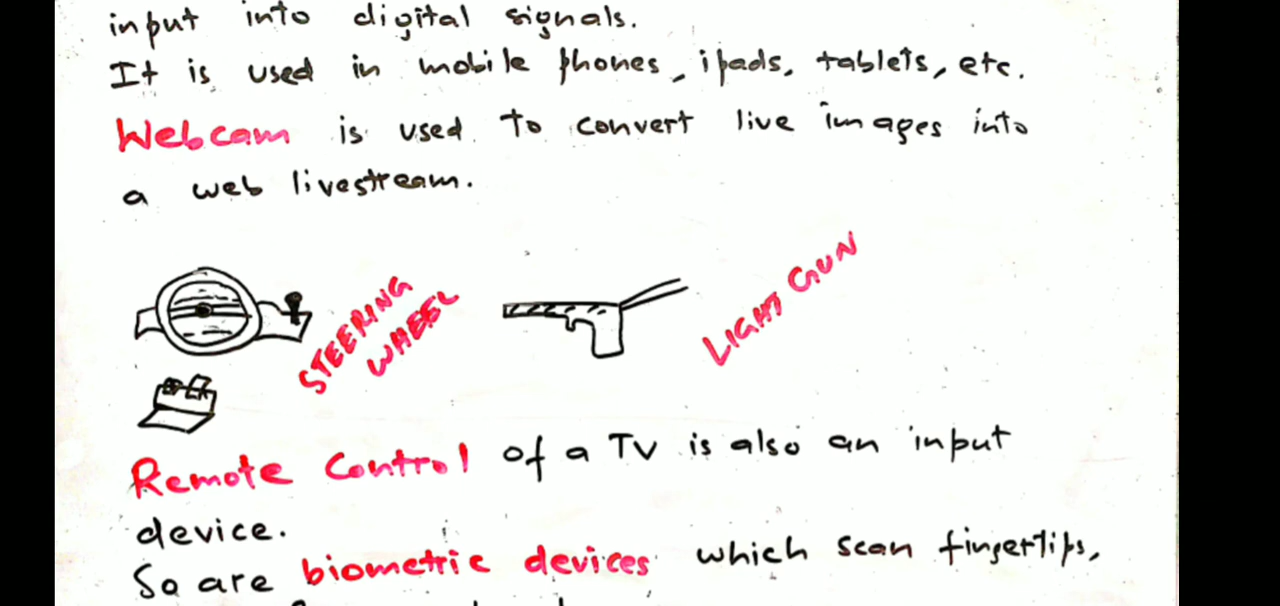 input into digital signals.
It is used in mobile phones, ipads, tablets, etc.
Webcam is used to convert live images into
a web livestream.
STEERING
WHEEL
LIGHT GUN
Remote Control of a TV is also an input
device.
So are biometric devices which scan fingertips,